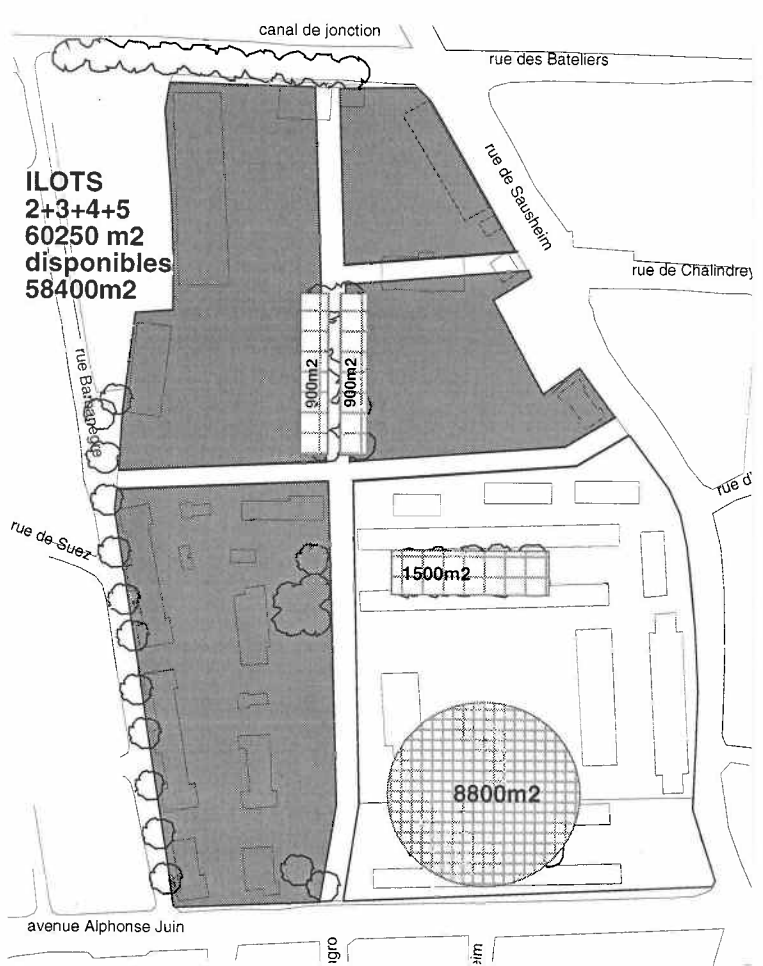 canal de jonction
rue des Bateliers
ILOTS
2+3+4+5
60250 m2
disponibles
58400m2
rue de Sausheim
rue de Chalindrey
900m2
900m2
rue d'
rue de Suez
1500m2
8800m2
avenue Alphonse Juin